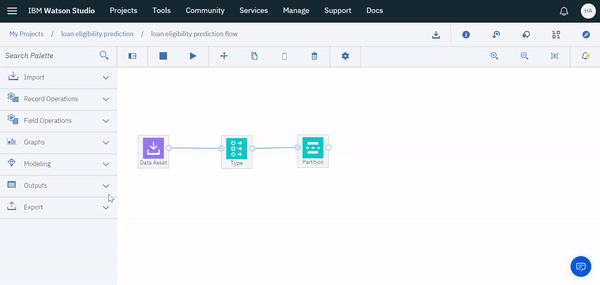 IBM Watson Studio Projects Tools Community Services Manage Support Docs HA
My Projects / loan eligibility prediction / loan eligibility prediction flow
Search Palette
Import
Record Operations
Field Operations
Graphs
Modeling
Outputs
Export
Data Asset Type Partition